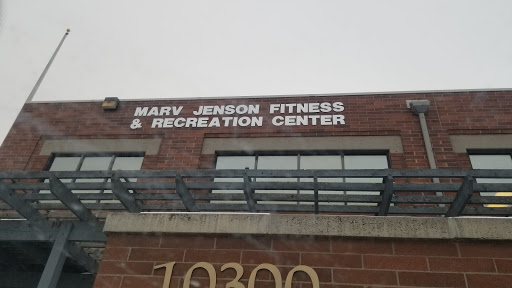 MARV JENSON FITNESS
& RECREATION CENTER
10300